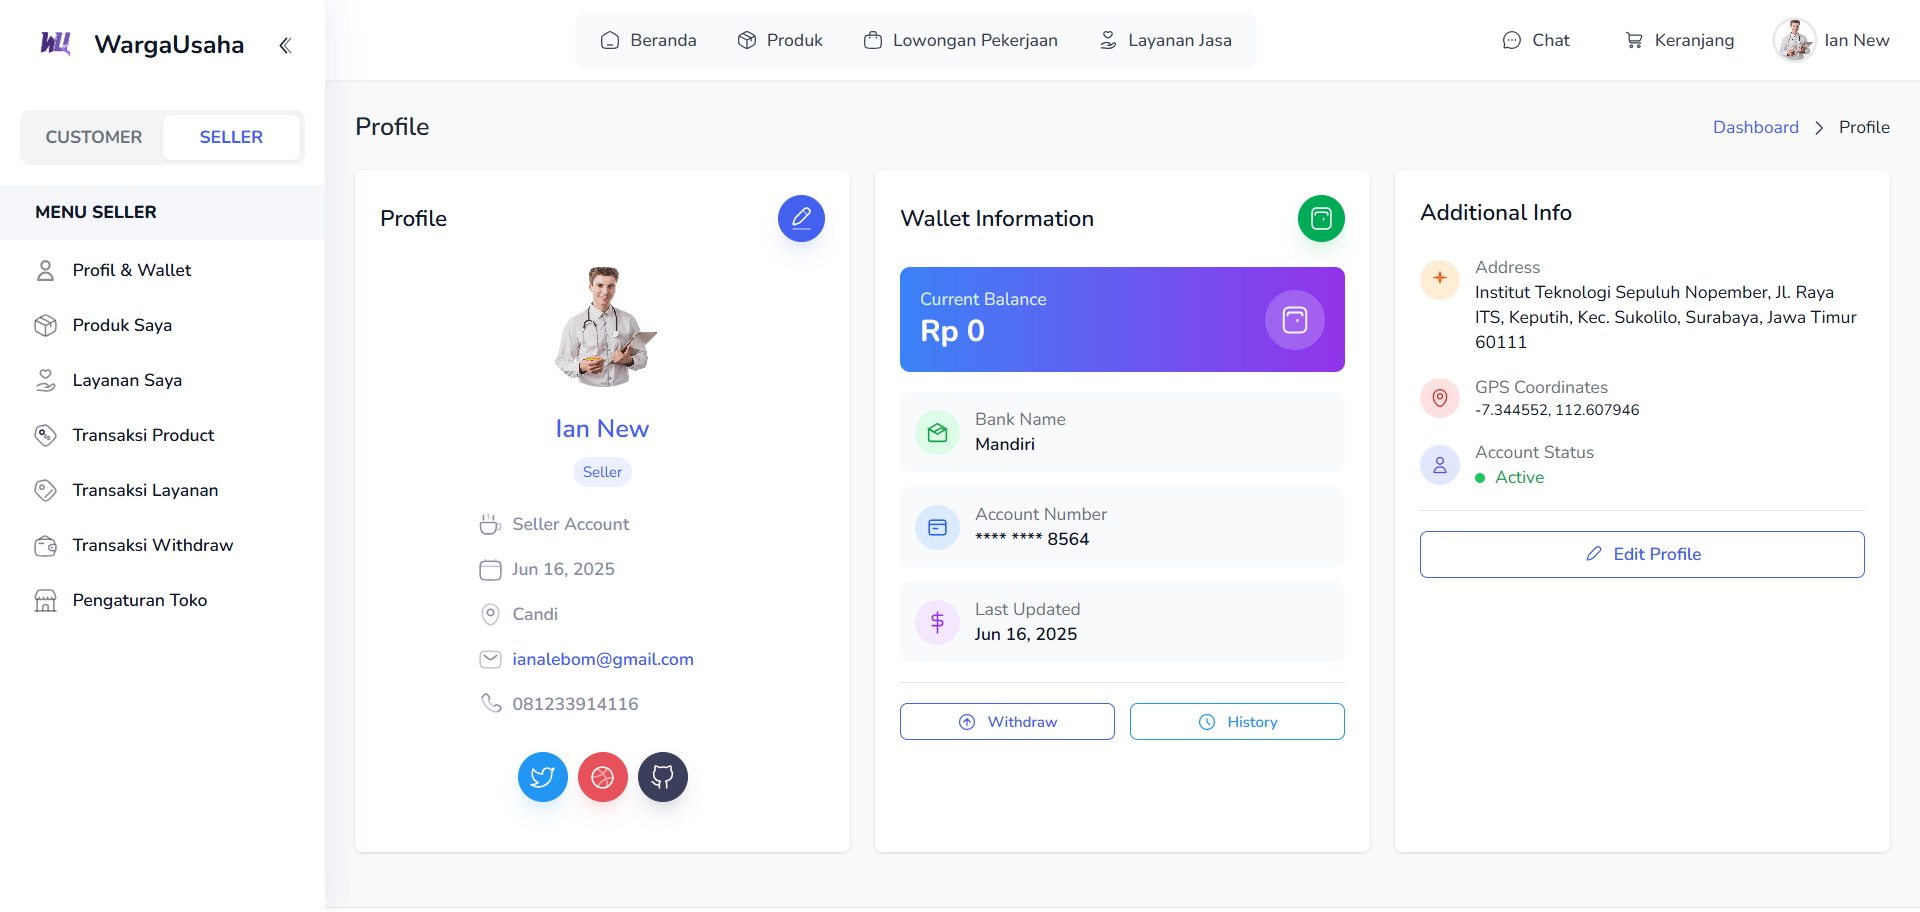 WU WargaUsaha
Beranda
Produk
Lowongan Pekerjaan
Layanan Jasa
Chat
Keranjang
Ian New
CUSTOMER
SELLER
MENU SELLER
Profil & Wallet
Produk Saya
Layanan Saya
Transaksi Product
Transaksi Layanan
Transaksi Withdraw
Pengaturan Toko
Profile
Dashboard
Profile
Profile
Ian New
Seller
Seller Account
Jun 16, 2025
Candi
ianalebom@gmail.com
081233914116
Wallet Information
Current Balance
Rp 0
Bank Name
Mandiri
Account Number
**** **** 8564
Last Updated
Jun 16, 2025
Withdraw
History
Additional Info
Address
Institut Teknologi Sepuluh Nopember, Jl. Raya
ITS, Keputih, Kec. Sukolilo, Surabaya, Jawa Timur
60111
GPS Coordinates
-7.344552, 112.607946
Account Status
Active
Edit Profile